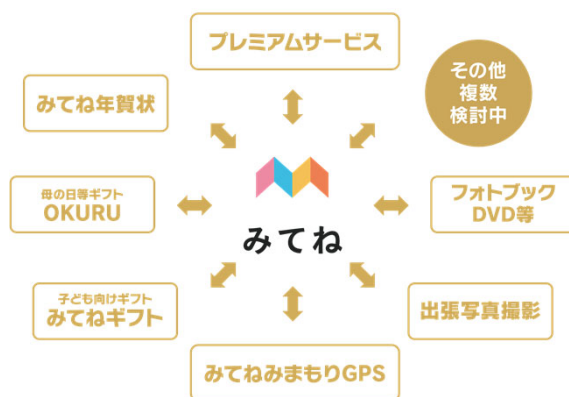 プレミアムサービス
その他
複数
検討中
みてね年賀状
母の日等ギフト
OKURU
フォトブック
DVD等
みてね
子ども向けギフト
みてねギフト
出張写真撮影
みてねみまもりGPS